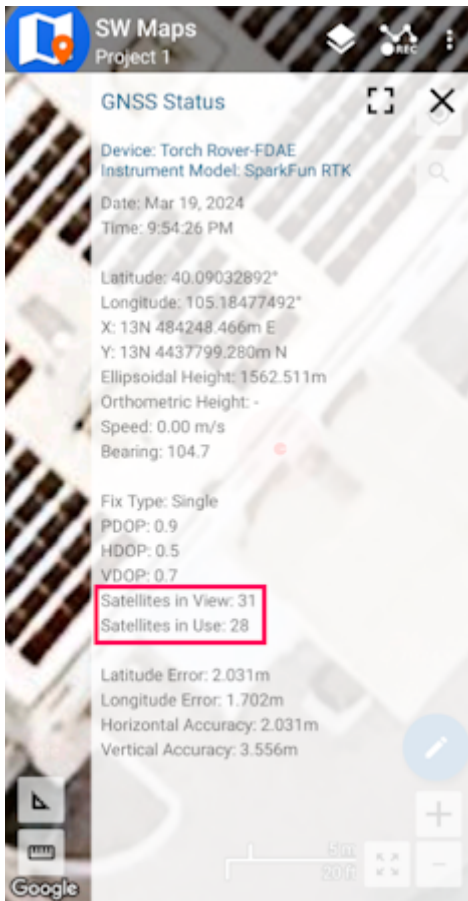 SW Maps
Project 1
REC
GNSS Status
Device: Torch Rover-FDAE
Instrument Model: SparkFun RTK
Date: Mar 19, 2024
Time: 9:54:26 PM
Latitude: 40.09032892°
Longitude: 105.18477492°
X: 13N 484248.466m E
Y: 13N 4437799.280m N
Ellipsoidal Height: 1562.511m
Orthometric Height: -
Speed: 0.00 m/s
Bearing: 104.7
Fix Type: Single
PDOP: 0.9
HDOP: 0.5
VDOP: 0.7
Satellites in View: 31
Satellites in Use: 28
Latitude Error: 2.031m
Longitude Error: 1.702m
Horizontal Accuracy: 2.031m
Vertical Accuracy: 3.556m
5 m
20 ft
Google